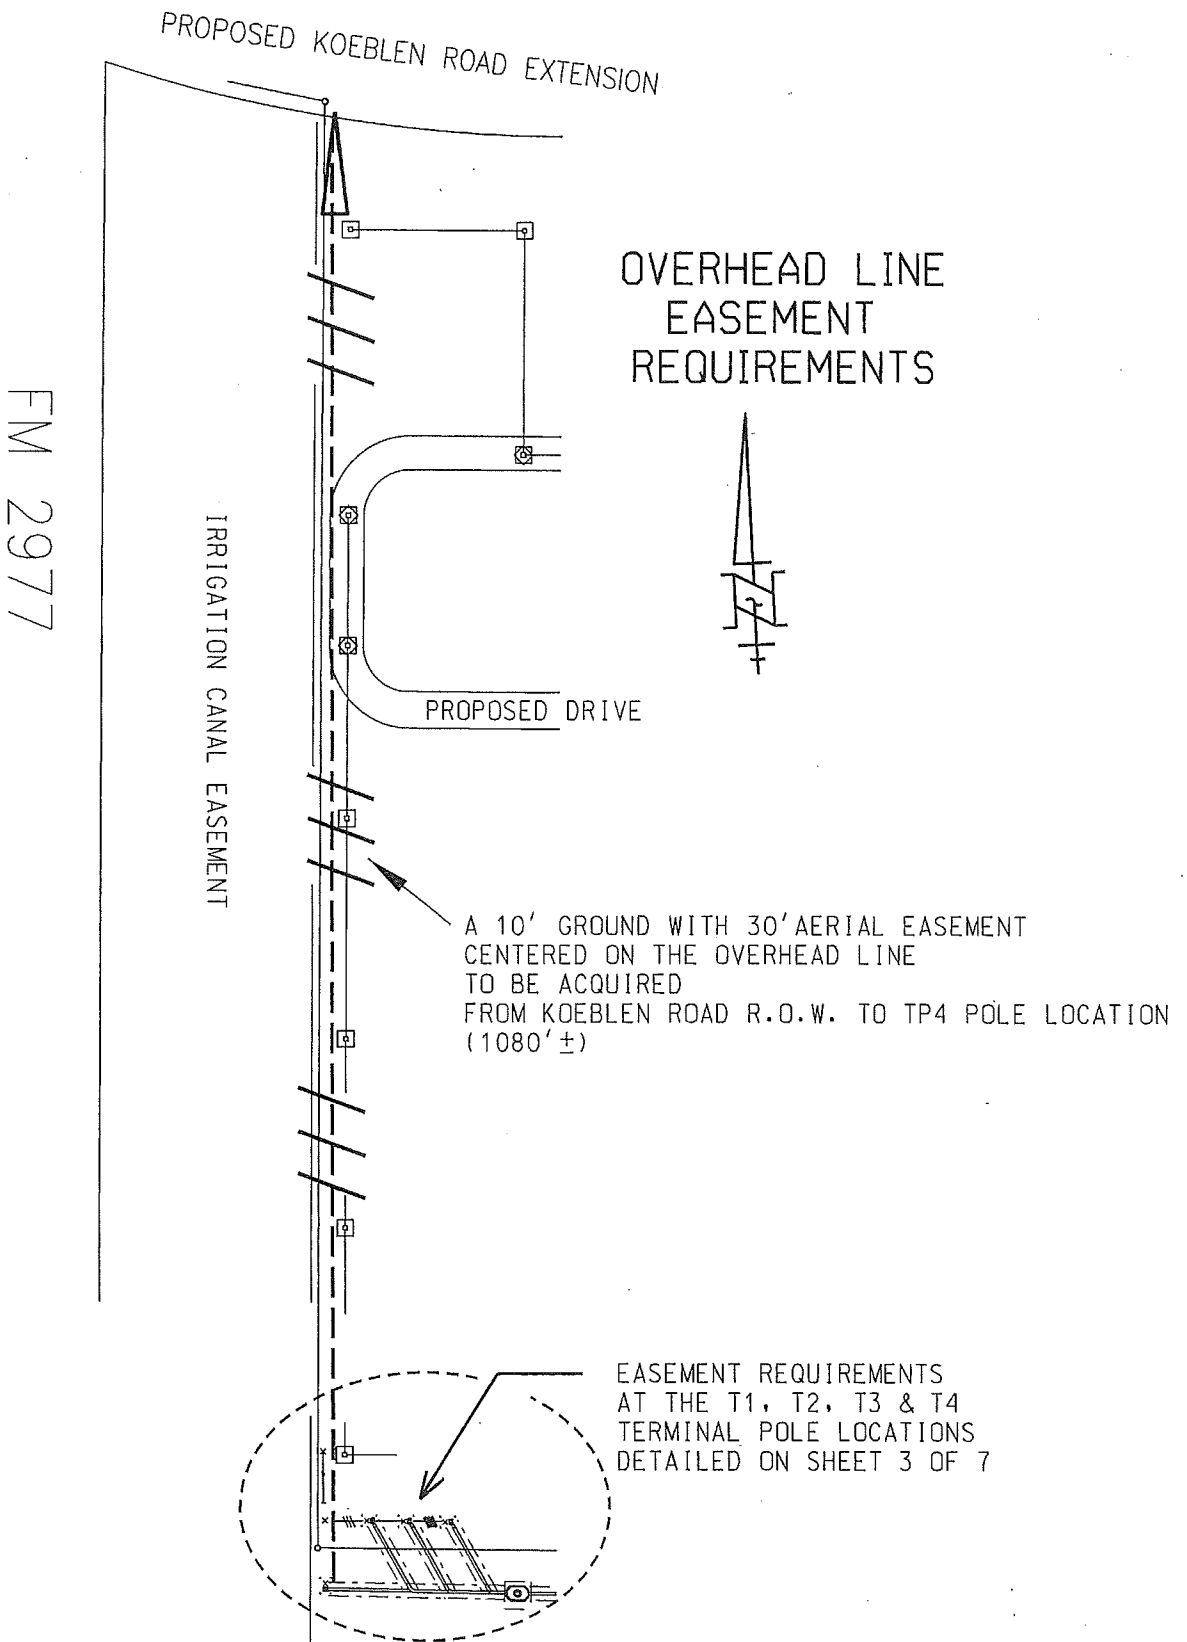 PROPOSED KOEBLEN ROAD EXTENSION
OVERHEAD LINE
EASEMENT
REQUIREMENTS
FM 2977
IRRIGATION CANAL EASEMENT
N
PROPOSED DRIVE
A 10' GROUND WITH 30'AERIAL EASEMENT
CENTERED ON THE OVERHEAD LINE
TO BE ACQUIRED
FROM KOEBLEN ROAD R.O.W. TO TP4 POLE LOCATION
(1080'±)
EASEMENT REQUIREMENTS
AT THE T1, T2, T3 & T4
TERMINAL POLE LOCATIONS
DETAILED ON SHEET 3 OF 7